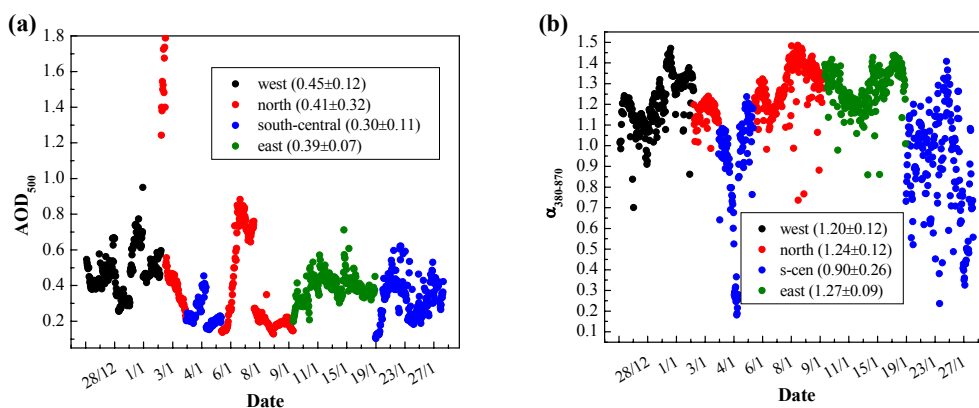 (a)
1.8
1.6
1.4
1.2
1.0
0.8
0.6
0.4
0.2
AOD500
west (0.45±0.12)
north (0.41±0.32)
south-central (0.30±0.11)
east (0.39±0.07)
28/12 1/1 3/1 4/1 6/1 8/1 9/1 11/1 15/1 19/1 23/1 27/1
Date
(b)
1.5
1.4
1.3
1.2
1.1
1.0
0.9
0.8
0.7
0.6
0.5
0.4
0.3
0.2
0.1
α380-870
west (1.20±0.12)
north (1.24±0.12)
s-cen (0.90±0.26)
east (1.27±0.09)
28/12 1/1 3/1 4/1 6/1 8/1 9/1 11/1 15/1 19/1 23/1 27/1
Date